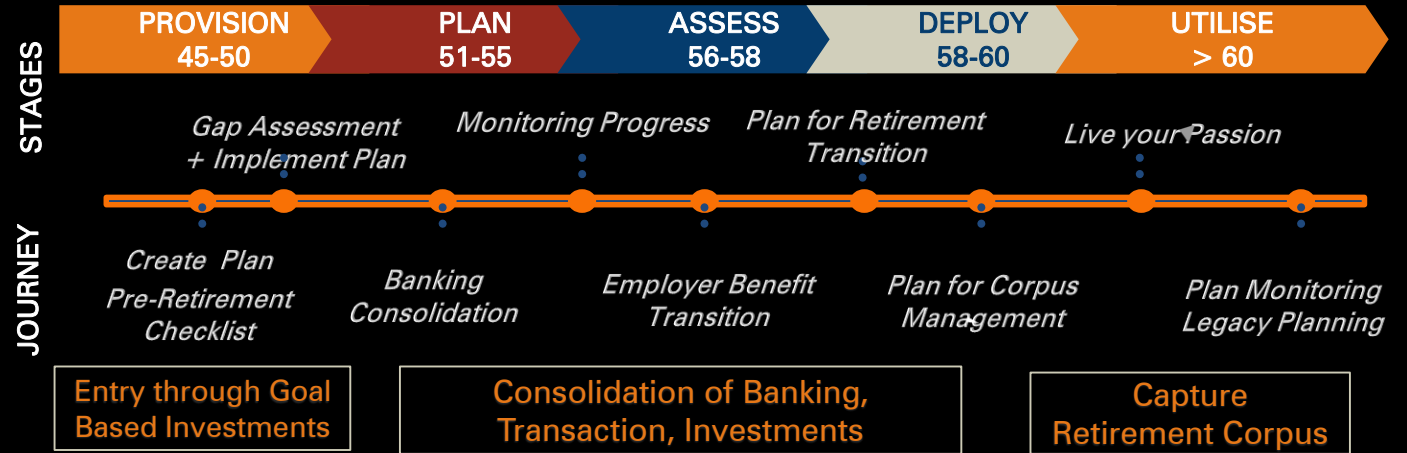 STAGES
PROVISION
45-50
PLAN
51-55
ASSESS
56-58
DEPLOY
58-60
UTILISE
> 60
Gap Assessment
+ Implement Plan
Monitoring Progress
Plan for Retirement
Transition
Live your Passion
JOURNEY
Create Plan
Pre-Retirement
Checklist
Banking
Consolidation
Employer Benefit
Transition
Plan for Corpus
Management
Plan Monitoring
Legacy Planning
Entry through Goal
Based Investments
Consolidation of Banking,
Transaction, Investments
Capture
Retirement Corpus